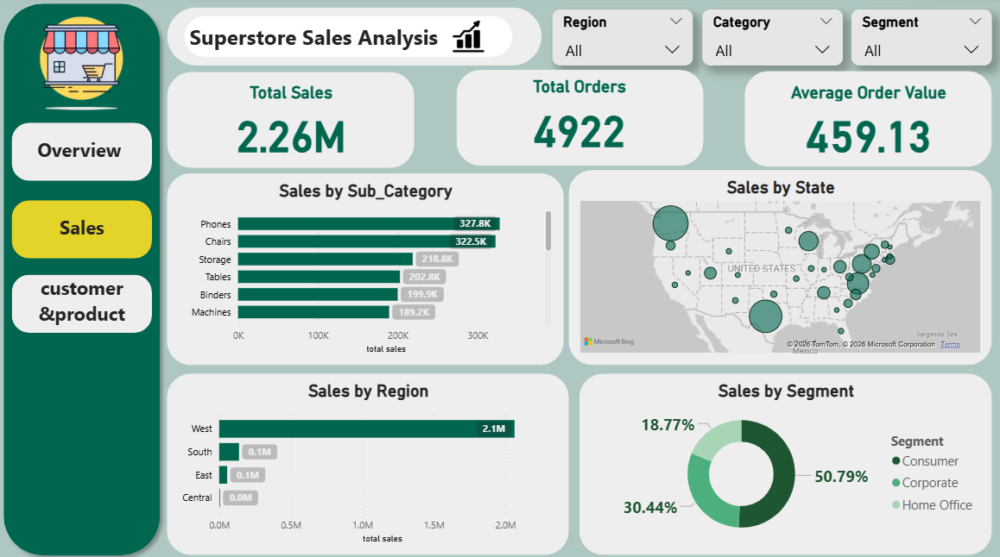 Superstore Sales Analysis
Region
All
Category
All
Segment
All
Overview
Sales
customer
&product
Total Sales
2.26M
Total Orders
4922
Average Order Value
459.13
Sales by Sub_Category
Phones
327.8K
Chairs
322.5K
Storage
218.8K
Tables
202.8K
Binders
199.9K
Machines
189.2K
0K 100K 200K 300K
total sales
Sales by State
UNITED STATES
Sargasso Sea
Microsoft Bing
© 2026 TomTom, © 2026 Microsoft Corporation Terms
Mexico
Sales by Region
West
2.1M
South
0.1M
East
0.1M
Central
0.0M
0.0M 0.5M 1.0M 1.5M 2.0M
total sales
Sales by Segment
18.77%
50.79%
30.44%
Segment
Consumer
Corporate
Home Office